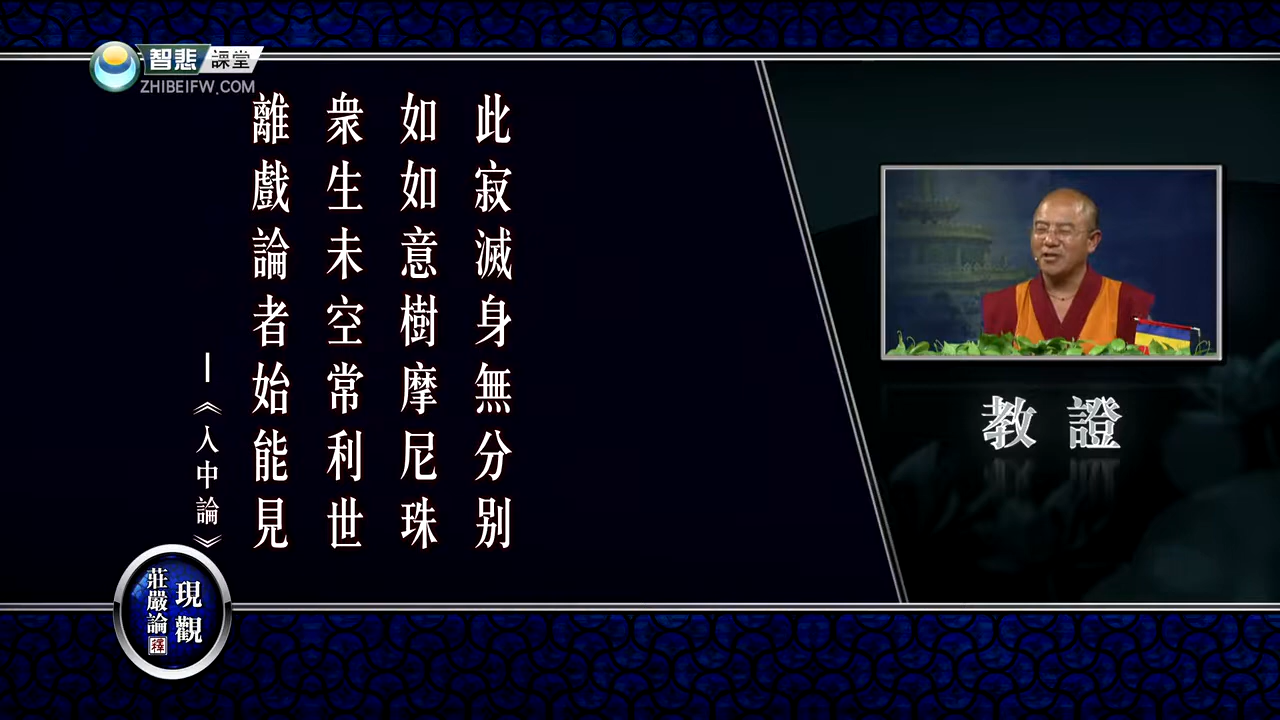 智悲課堂
ZHIBEIFW.COM
此寂滅身無分别
如如意樹摩尼珠
衆生未空常利世
離戲論者始能見
—《入中論》
教證
現觀
莊嚴論釋